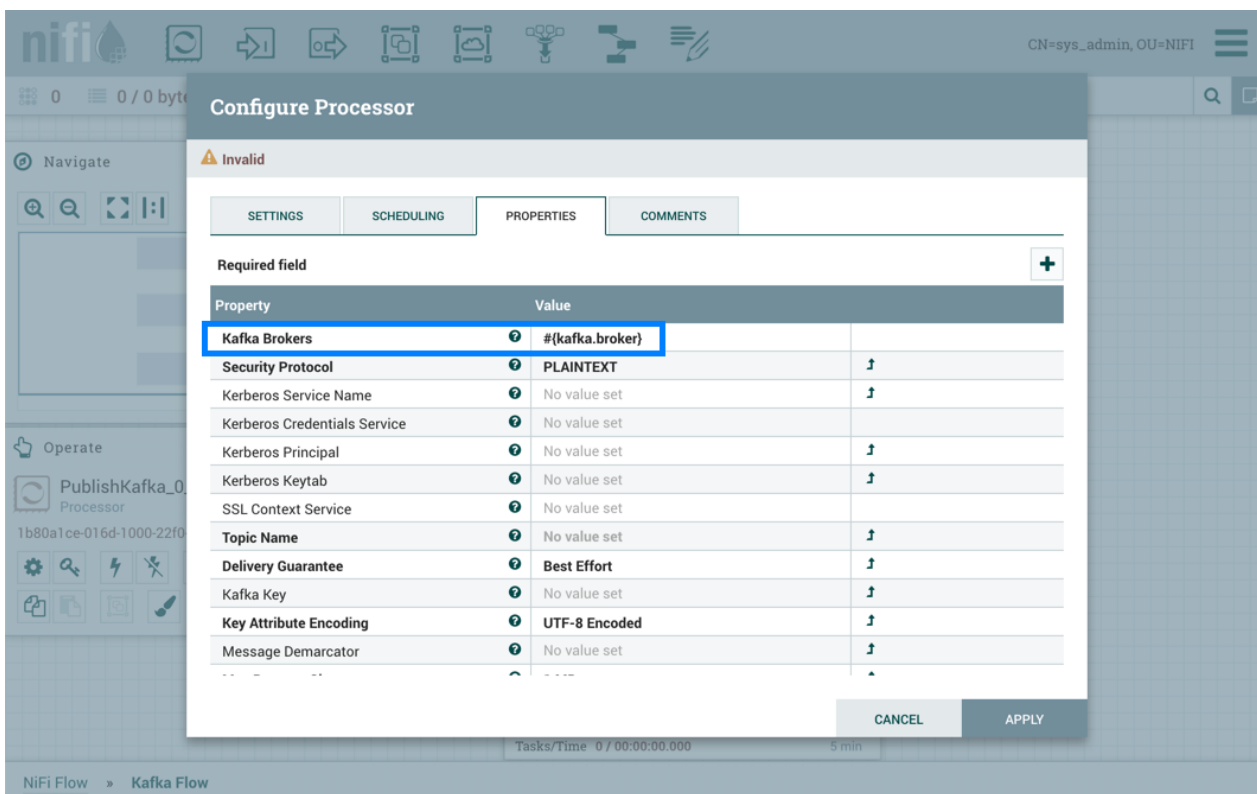 nifi
CN=sys_admin, OU=NIFI
0
0 / 0 byte
Configure Processor
Navigate
Invalid
SETTINGS
SCHEDULING
PROPERTIES
COMMENTS
Required field
Property Value
Kafka Brokers #{kafka.broker}
Security Protocol PLAINTEXT
Kerberos Service Name No value set
Kerberos Credentials Service No value set
Kerberos Principal No value set
Kerberos Keytab No value set
SSL Context Service No value set
Topic Name No value set
Delivery Guarantee Best Effort
Kafka Key No value set
Key Attribute Encoding UTF-8 Encoded
Message Demarcator No value set
Operate
PublishKafka_0_
Processor
1b80a1ce-016d-1000-22f0-
CANCEL
APPLY
Tasks/Time 0 / 00:00:00.000 5 min
NiFi Flow » Kafka Flow